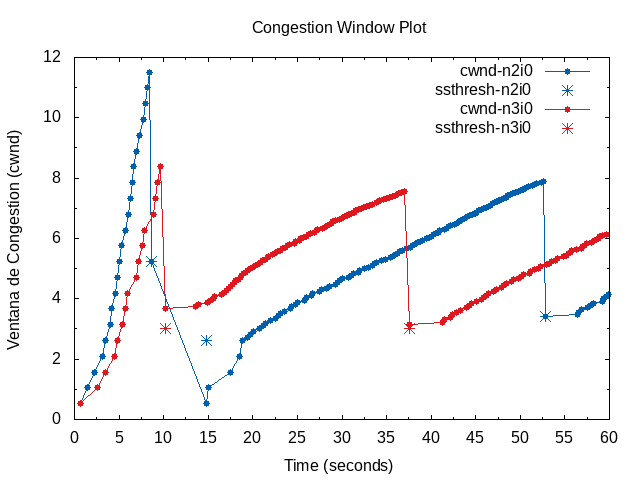 Congestion Window Plot
cwnd-n2i0
ssthresh-n2i0
cwnd-n3i0
ssthresh-n3i0
Ventana de Congestion (cwnd)
12
10
8
6
4
2
0
0 5 10 15 20 25 30 35 40 45 50 55 60
Time (seconds)